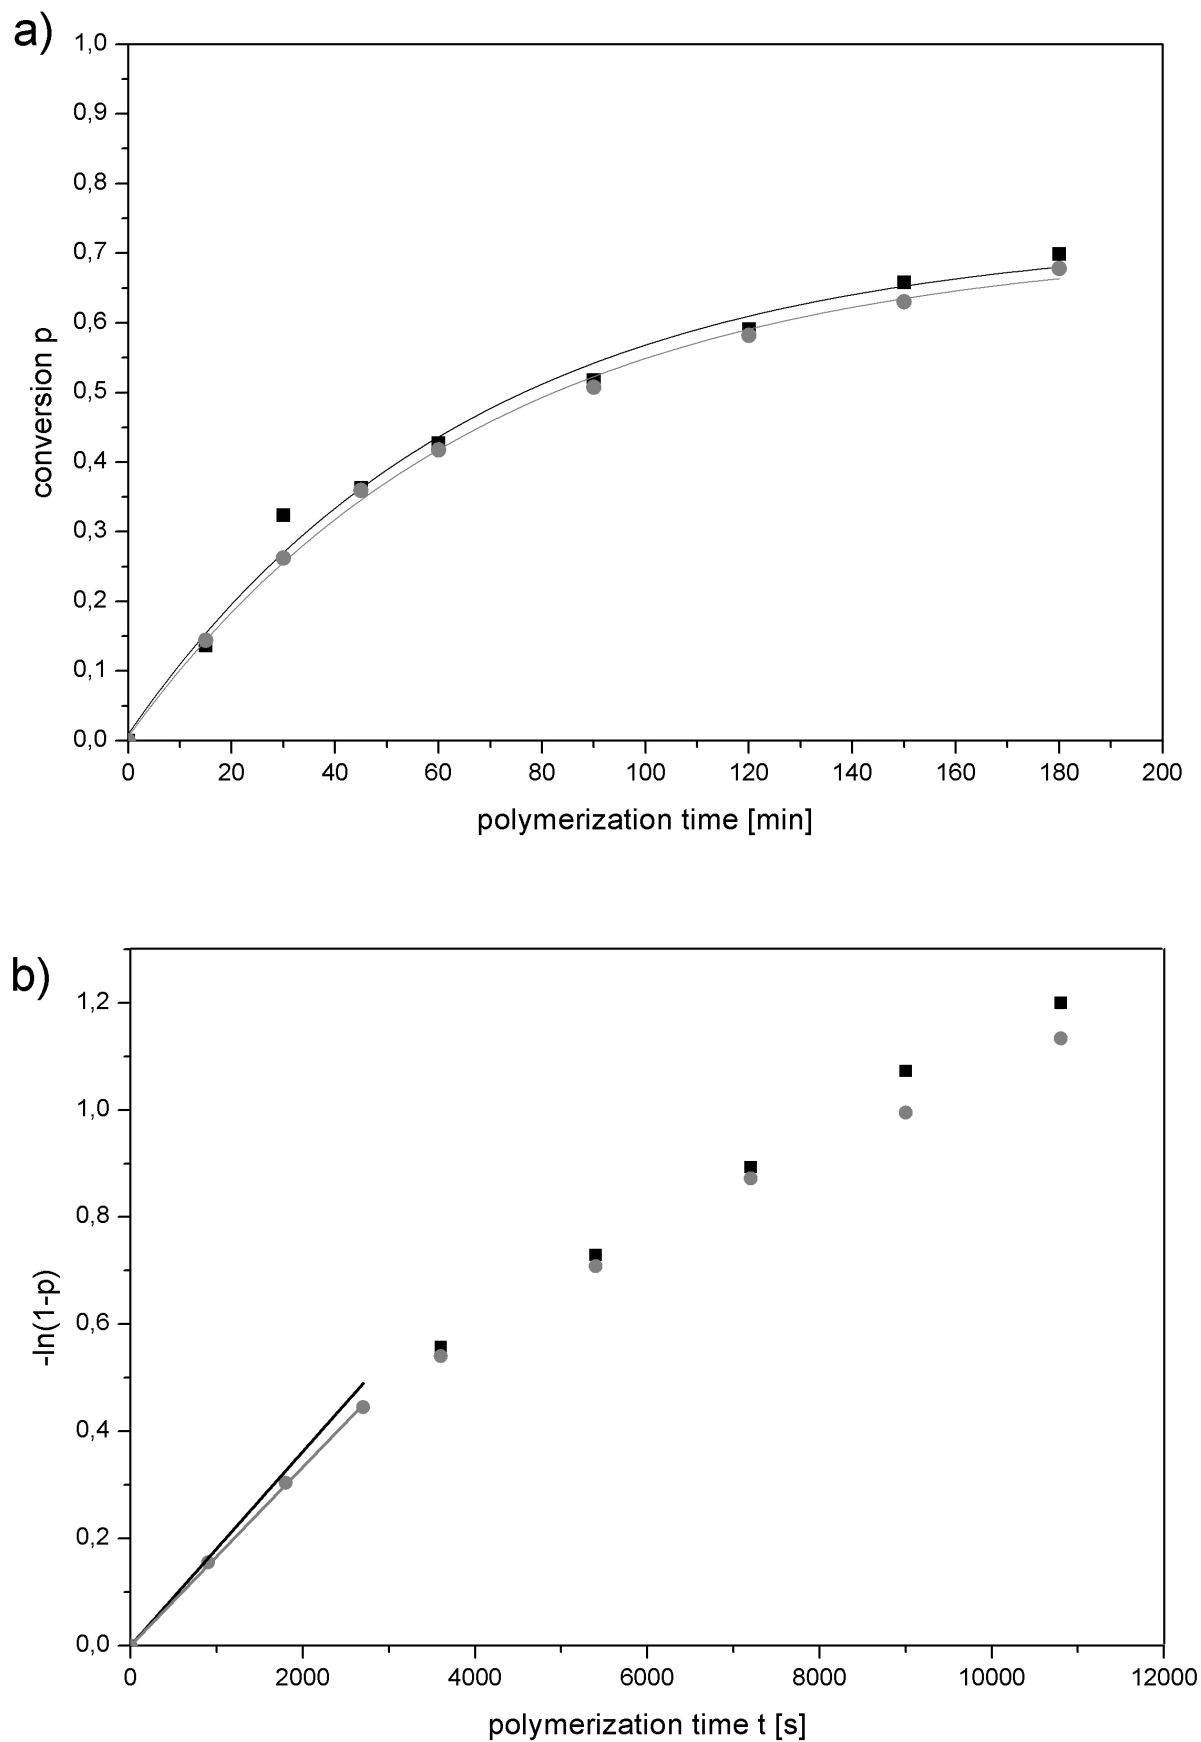 a)
1,0
0,9
0,8
0,7
0,6
0,5
0,4
0,3
0,2
0,1
0,0
conversion p
0 20 40 60 80 100 120 140 160 180 200
polymerization time [min]
b)
1,2
1,0
0,8
0,6
0,4
0,2
0,0
-ln(1-p)
0 2000 4000 6000 8000 10000 12000
polymerization time t [s]